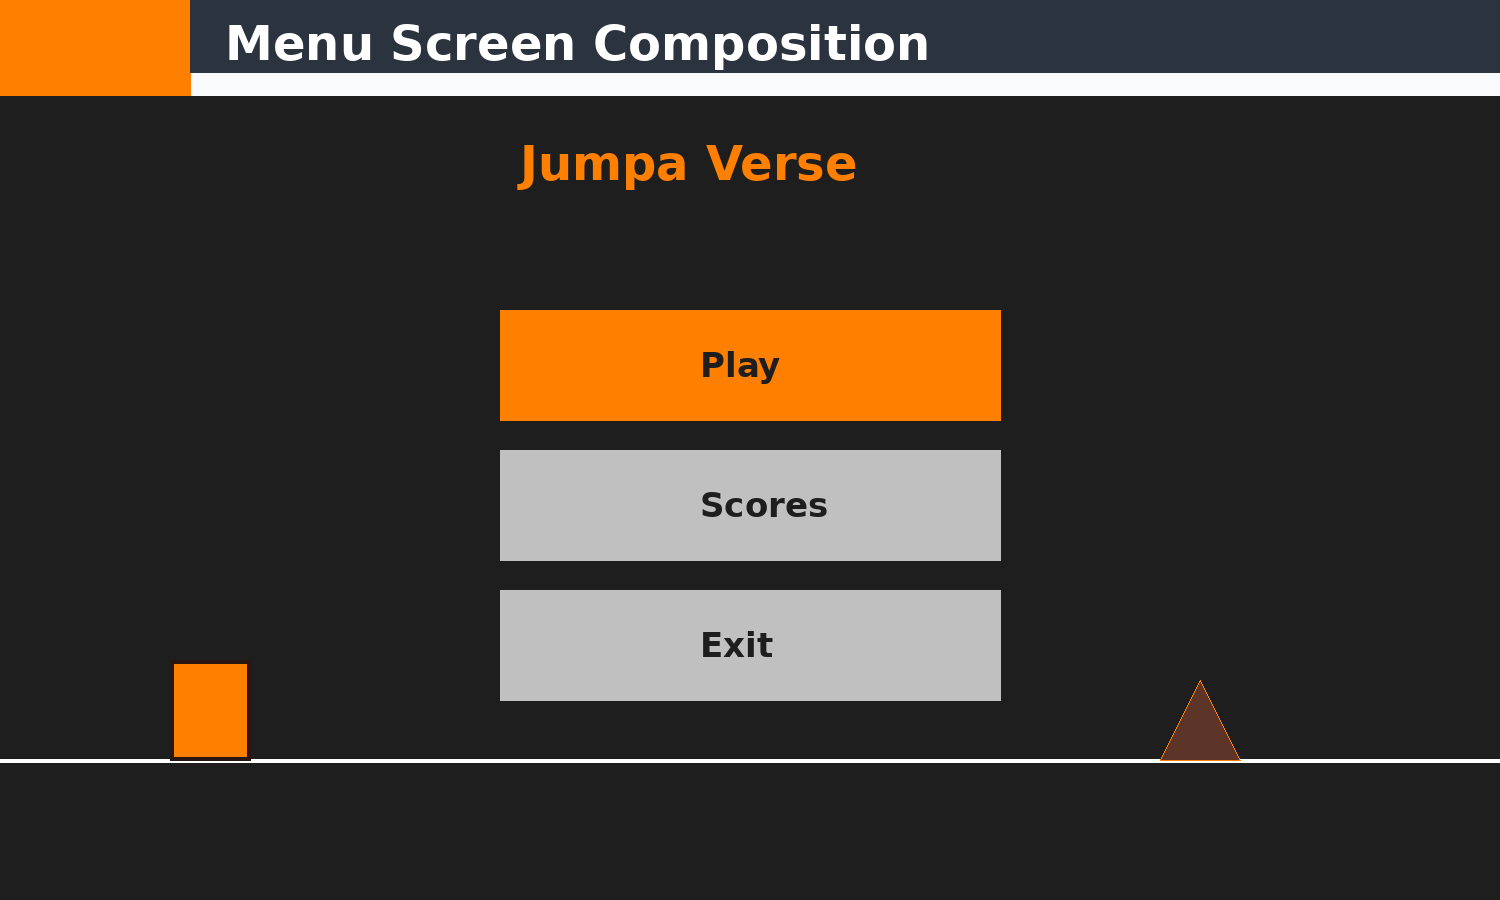 Menu Screen Composition
Jumpa Verse
Play
Scores
Exit